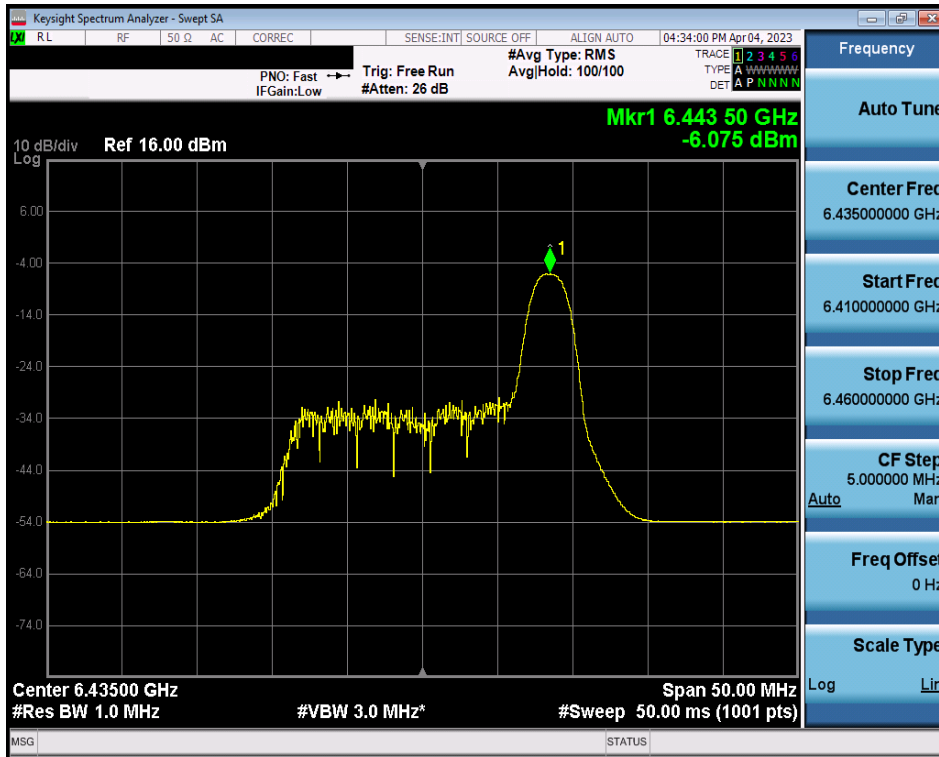 Keysight Spectrum Analyzer - Swept SA
LXI RL RF 50 Ω AC CORREC SENSE:INT SOURCE OFF ALIGN AUTO 04:34:00 PM Apr 04, 2023
PNO: Fast
IFGain:Low
Trig: Free Run
#Atten: 26 dB
#Avg Type: RMS
Avg|Hold: 100/100
TRACE 1 2 3 4 5 6
TYPE A W W W W W
DET A P N N N N
Frequency
Mkr1 6.443 50 GHz
-6.075 dBm
10 dB/div Ref 16.00 dBm
Log
6.00
-4.00
-14.0
-24.0
-34.0
-44.0
-54.0
-64.0
-74.0
1
Center 6.43500 GHz
Span 50.00 MHz
#Res BW 1.0 MHz
#VBW 3.0 MHz*
#Sweep 50.00 ms (1001 pts)
Auto Tune
Center Freq
6.435000000 GHz
Start Freq
6.410000000 GHz
Stop Freq
6.460000000 GHz
CF Step
5.000000 MHz
Auto Man
Freq Offset
0 Hz
Scale Type
Log Lin
MSG STATUS